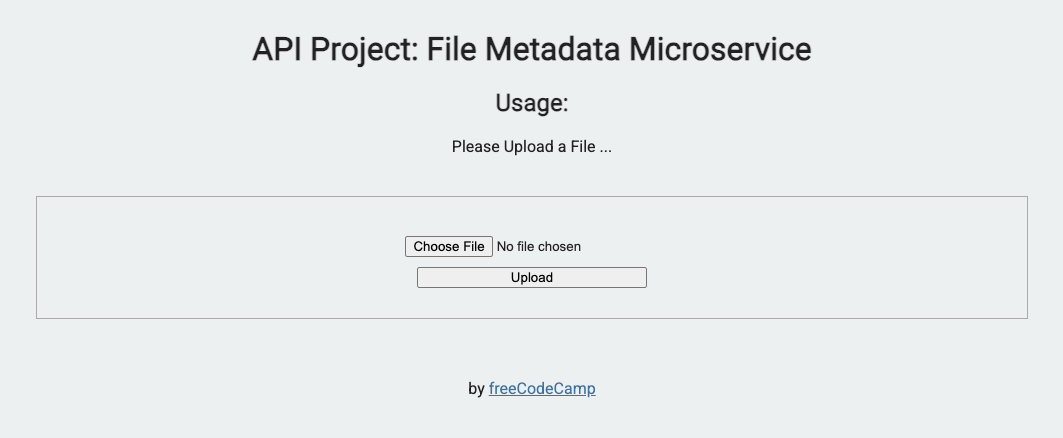 API Project: File Metadata Microservice
Usage:
Please Upload a File ...
Choose File No file chosen
Upload
by freeCodeCamp